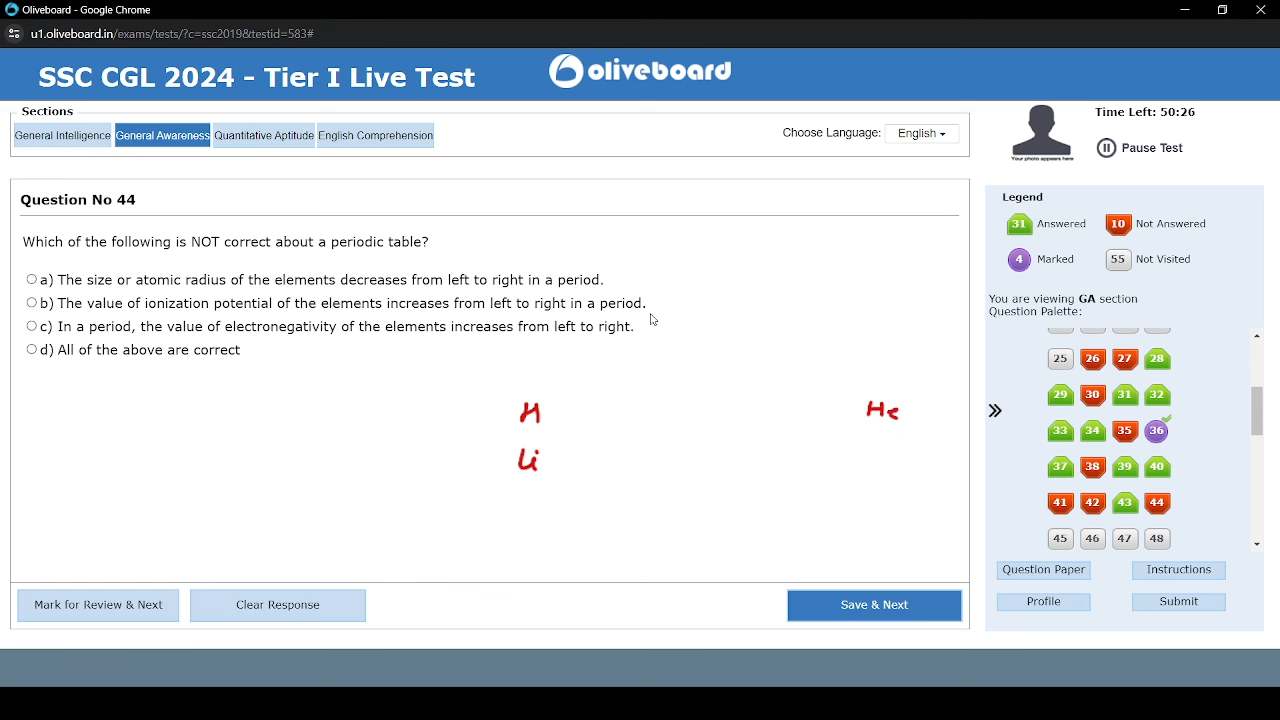 Oliveboard - Google Chrome
u1.oliveboard.in/exams/tests/?c=ssc2019&testid=583#
SSC CGL 2024 - Tier I Live Test
oliveboard
Sections
General Intelligence General Awareness Quantitative Aptitude English Comprehension
Choose Language: English
Your photo appears here
Time Left: 50:26
Pause Test
Question No 44
Which of the following is NOT correct about a periodic table?
a) The size or atomic radius of the elements decreases from left to right in a period.
b) The value of ionization potential of the elements increases from left to right in a period.
c) In a period, the value of electronegativity of the elements increases from left to right.
d) All of the above are correct
H He
Li
Mark for Review & Next Clear Response Save & Next
Legend
31 Answered 10 Not Answered
4 Marked 55 Not Visited
You are viewing GA section
Question Palette:
25 26 27 28
29 30 31 32
33 34 35 36
37 38 39 40
41 42 43 44
45 46 47 48
Question Paper Instructions
Profile Submit